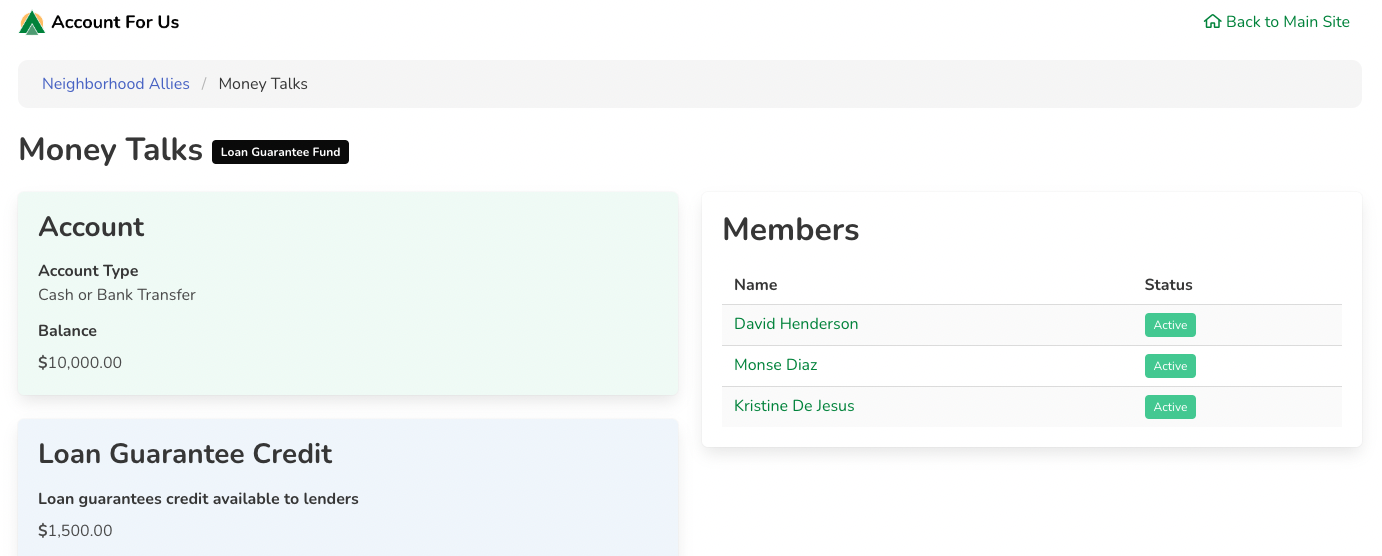 Account For Us
Back to Main Site
Neighborhood Allies / Money Talks
Money Talks Loan Guarantee Fund
Account
Account Type
Cash or Bank Transfer
Balance
$10,000.00
Loan Guarantee Credit
Loan guarantees credit available to lenders
$1,500.00
Members
Name Status
David Henderson Active
Monse Diaz Active
Kristine De Jesus Active